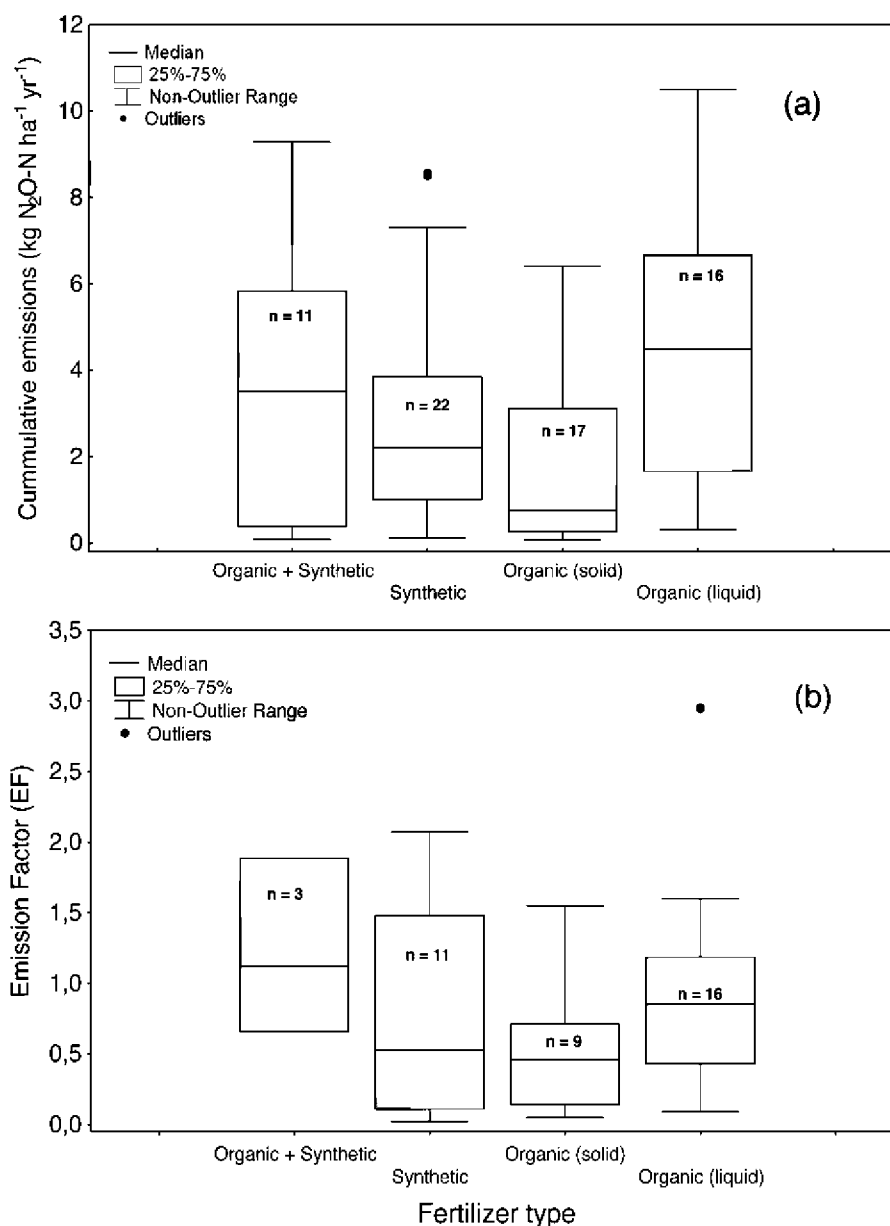 12
10
8
6
4
2
0
Cummulative emissions (kg N₂O-N ha⁻¹ yr⁻¹)
Median
25%-75%
Non-Outlier Range
Outliers
(a)
n = 11
n = 22
n = 17
n = 16
Organic + Synthetic
Synthetic
Organic (solid)
Organic (liquid)
3,5
3,0
2,5
2,0
1,5
1,0
0,5
0,0
Emission Factor (EF)
Median
25%-75%
Non-Outlier Range
Outliers
(b)
n = 3
n = 11
n = 9
n = 16
Organic + Synthetic
Synthetic
Organic (solid)
Organic (liquid)
Fertilizer type